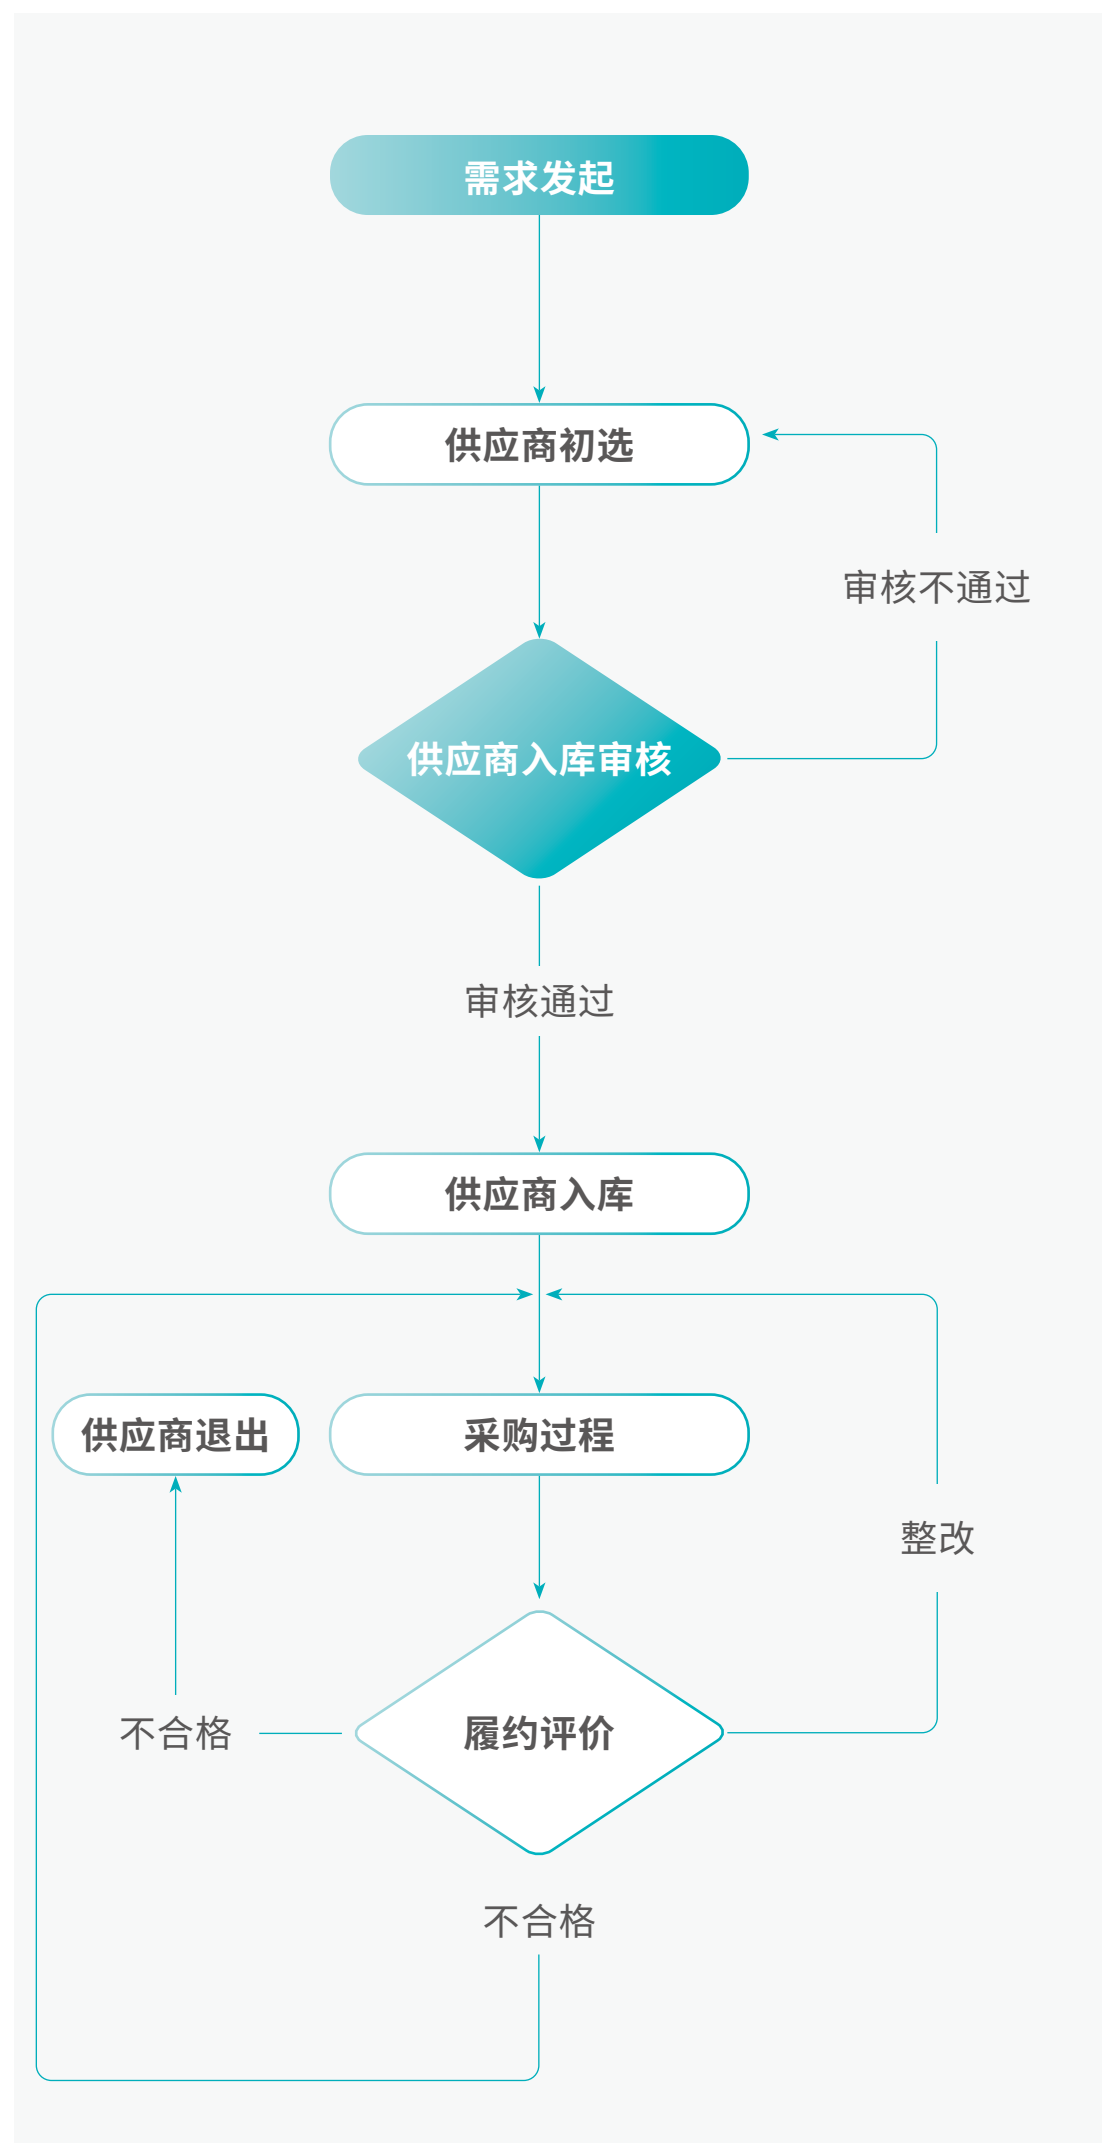 需求发起
供应商初选
审核不通过
供应商入库审核
审核通过
供应商入库
供应商退出
采购过程
整改
不合格
履约评价
不合格